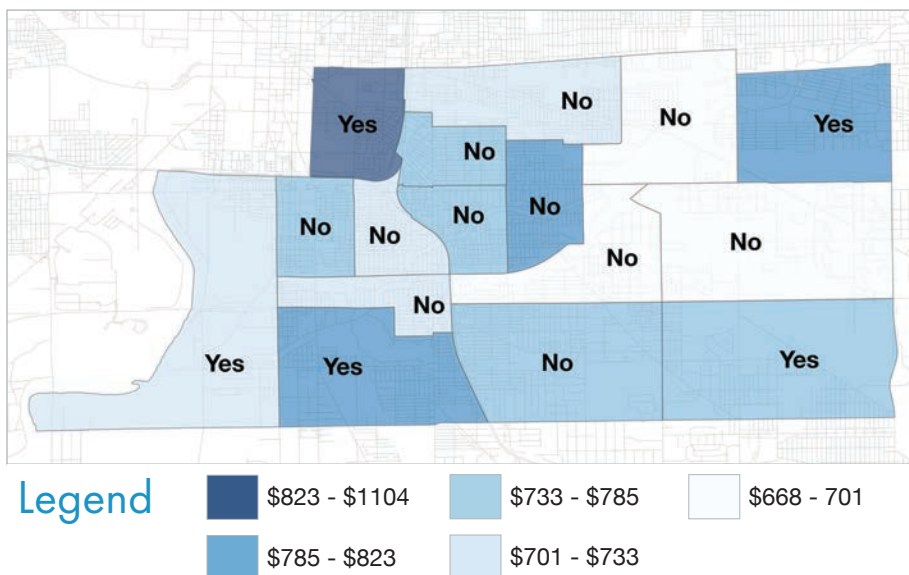 No
Yes
No
Yes
No
No
No
No
No
No
No
No
Yes
Yes
No
Yes
Legend
$823 - $1104
$733 - $785
$668 - 701
$785 - $823
$701 - $733